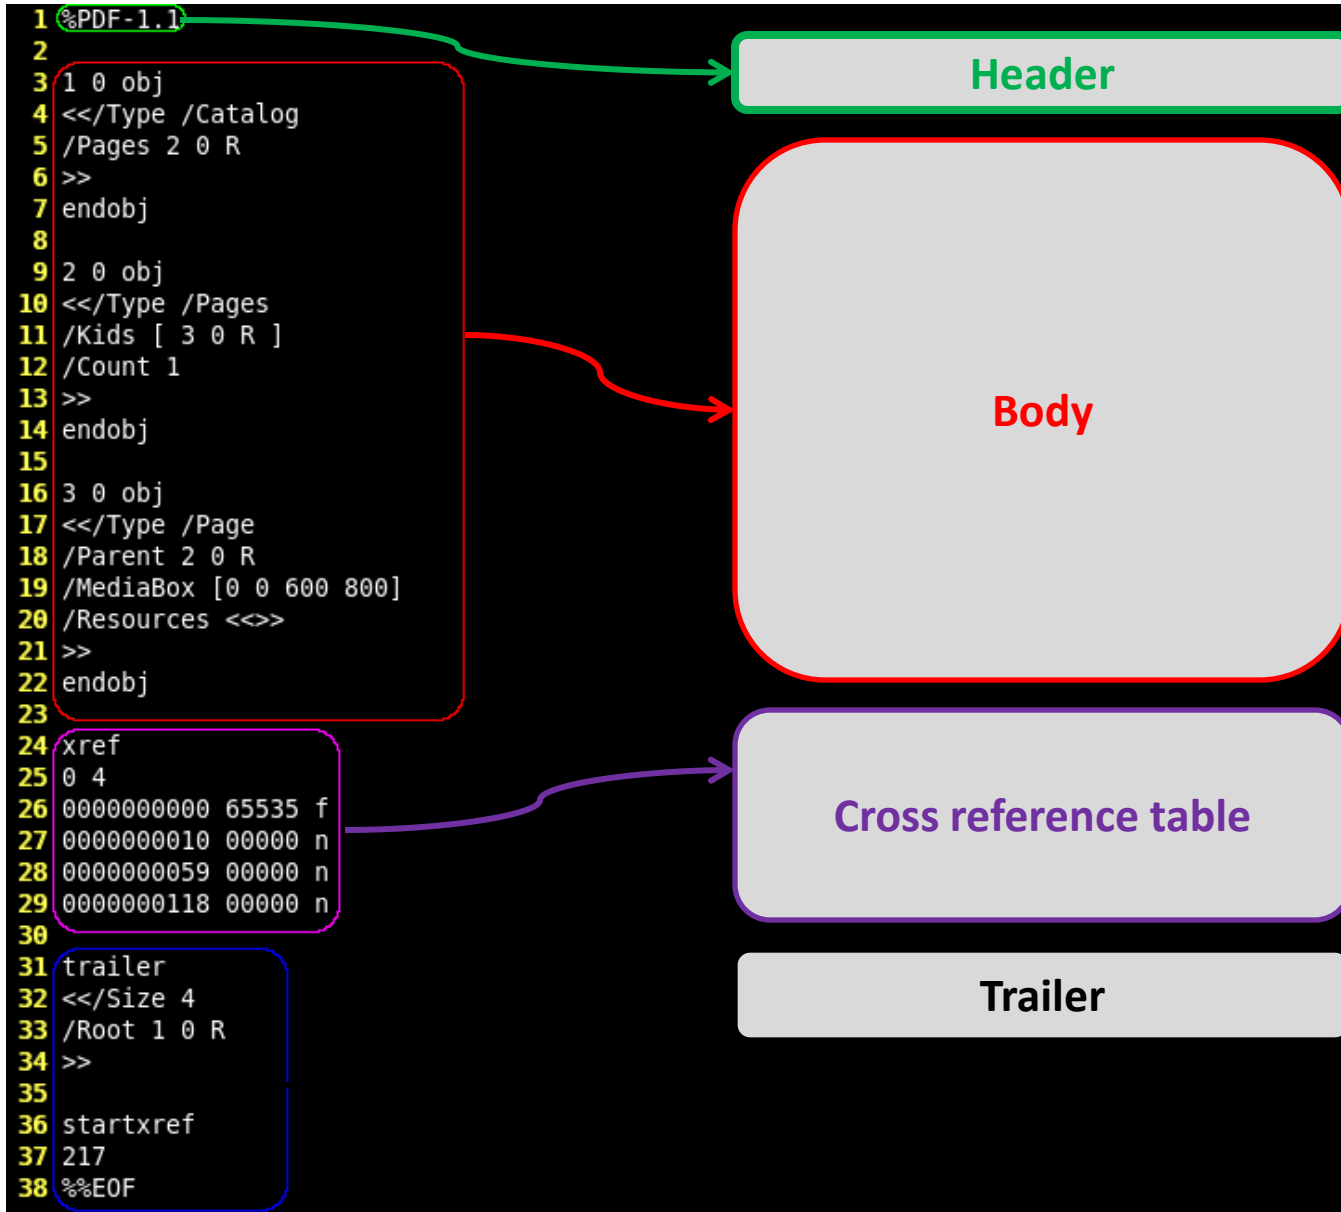 1 %PDF-1.1
2
3 1 0 obj
4 <</Type /Catalog
5 /Pages 2 0 R
6 >>
7 endobj
8
9 2 0 obj
10 <</Type /Pages
11 /Kids [ 3 0 R ]
12 /Count 1
13 >>
14 endobj
15
16 3 0 obj
17 <</Type /Page
18 /Parent 2 0 R
19 /MediaBox [0 0 600 800]
20 /Resources <<>>
21 >>
22 endobj
23
24 xref
25 0 4
26 0000000000 65535 f
27 0000000010 00000 n
28 0000000059 00000 n
29 0000000118 00000 n
30
31 trailer
32 <</Size 4
33 /Root 1 0 R
34 >>
35
36 startxref
37 217
38 %%EOF
Header
Body
Cross reference table
Trailer